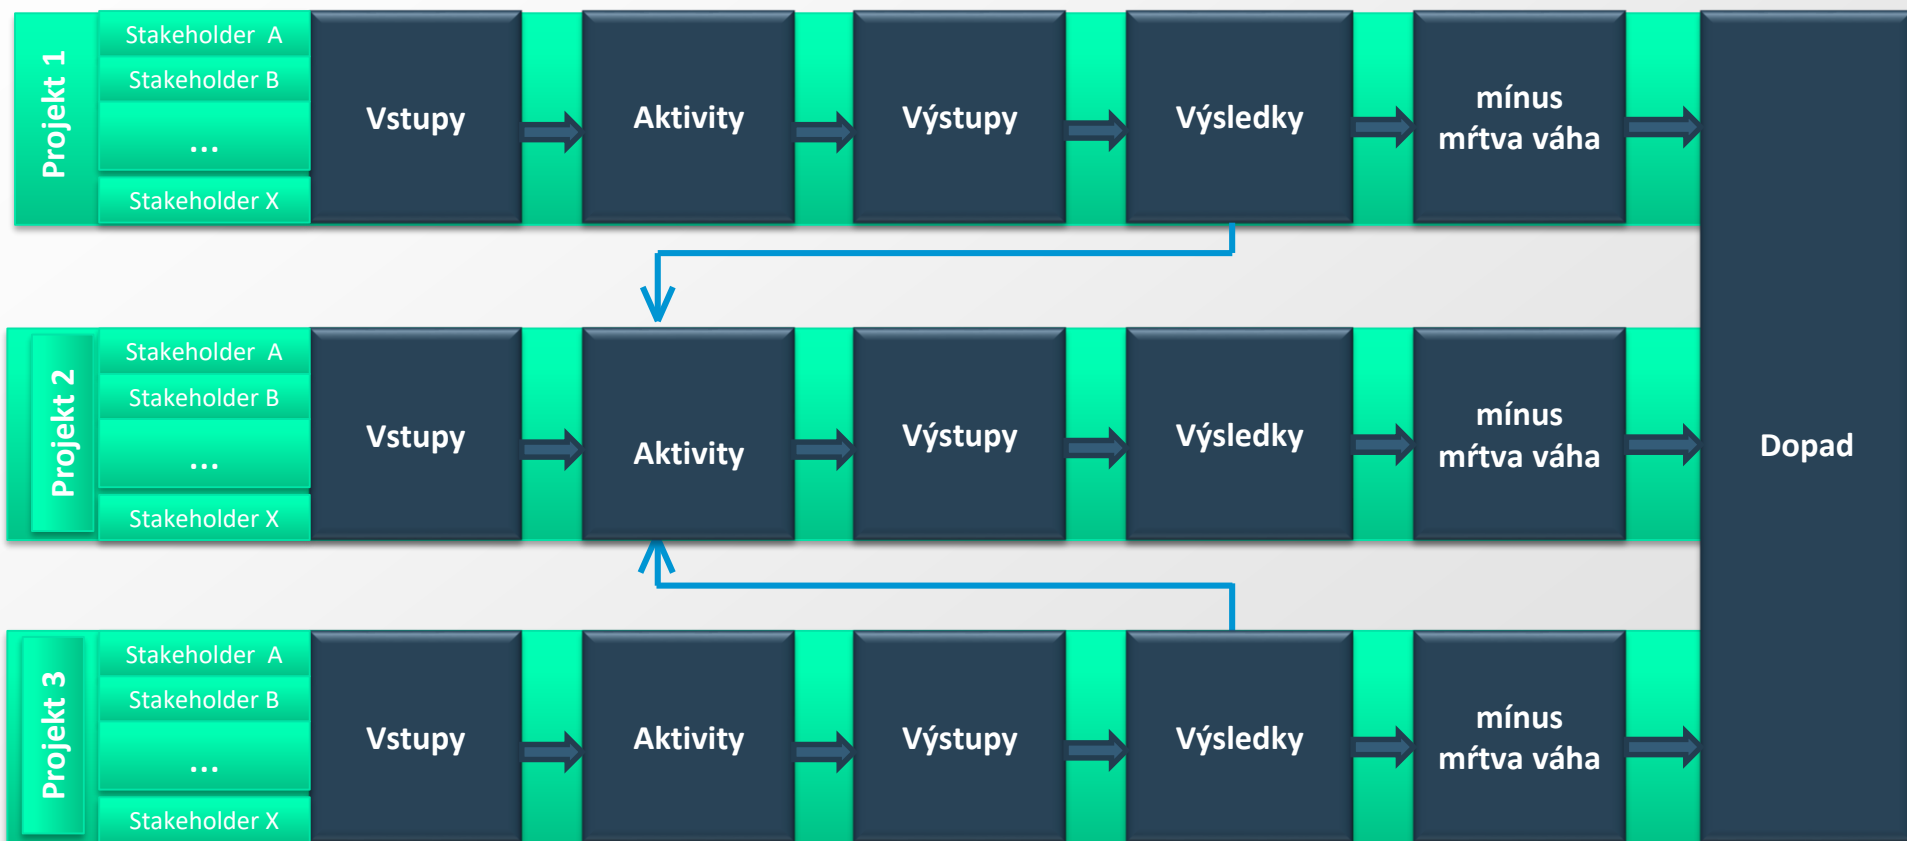 Projekt 1
Stakeholder A
Stakeholder B
...
Stakeholder X
Vstupy
Aktivity
Výstupy
Výsledky
mínus
mŕtva váha
Projekt 2
Stakeholder A
Stakeholder B
...
Stakeholder X
Vstupy
Aktivity
Výstupy
Výsledky
mínus
mŕtva váha
Dopad
Projekt 3
Stakeholder A
Stakeholder B
...
Stakeholder X
Vstupy
Aktivity
Výstupy
Výsledky
mínus
mŕtva váha